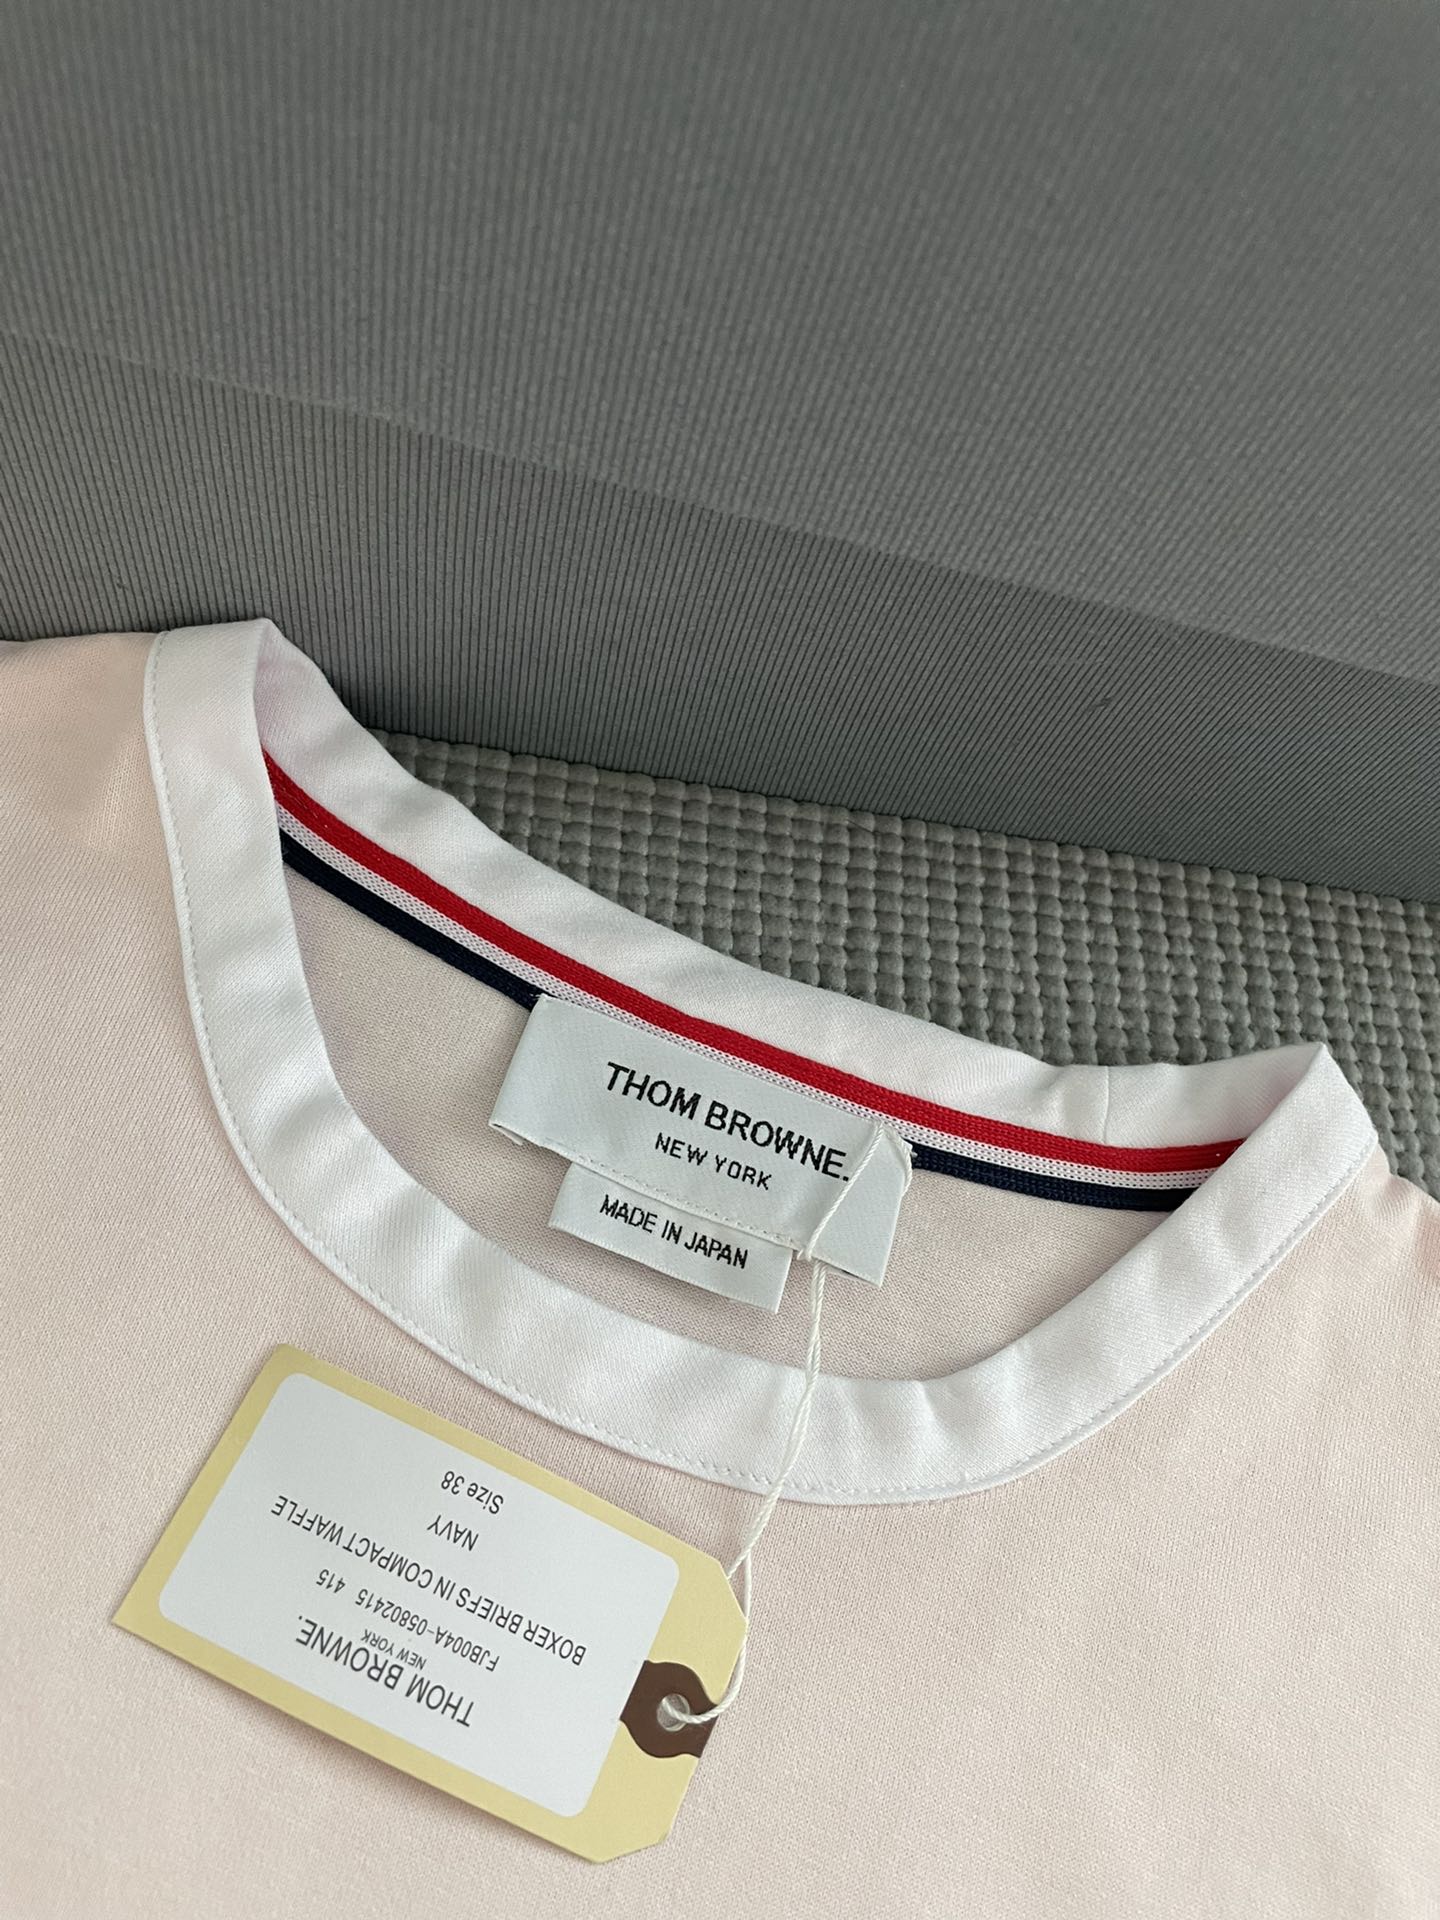 THOM BROWNE.
NEW YORK
MADE IN JAPAN
THOM BROWNE.
NEW YORK
FJB004A-05802415 415
BOXER BRIEFS IN COMPACT WAFFLE
NAVY
Size 38